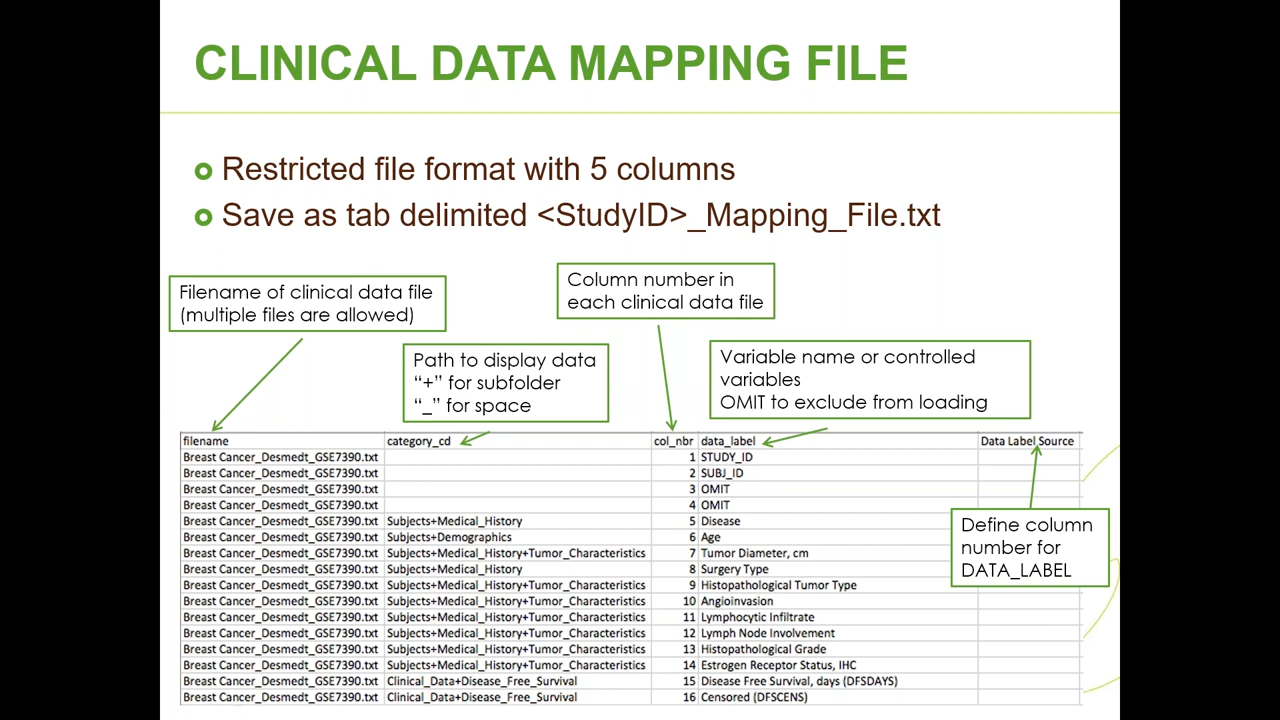 CLINICAL DATA MAPPING FILE
Restricted file format with 5 columns
Save as tab delimited <StudyID>_Mapping_File.txt
Filename of clinical data file
(multiple files are allowed)
Column number in
each clinical data file
Path to display data
“+” for subfolder
“_” for space
Variable name or controlled
variables
OMIT to exclude from loading
filename category_cd col_nbr data_label Data Label Source
Breast Cancer_Desmedt_GSE7390.txt 1 STUDY_ID
Breast Cancer_Desmedt_GSE7390.txt 2 SUBJ_ID
Breast Cancer_Desmedt_GSE7390.txt 3 OMIT
Breast Cancer_Desmedt_GSE7390.txt 4 OMIT
Breast Cancer_Desmedt_GSE7390.txt Subjects+Medical_History 5 Disease
Breast Cancer_Desmedt_GSE7390.txt Subjects+Demographics 6 Age
Breast Cancer_Desmedt_GSE7390.txt Subjects+Medical_History+Tumor_Characteristics 7 Tumor Diameter, cm
Breast Cancer_Desmedt_GSE7390.txt Subjects+Medical_History 8 Surgery Type
Breast Cancer_Desmedt_GSE7390.txt Subjects+Medical_History+Tumor_Characteristics 9 Histopathological Tumor Type
Breast Cancer_Desmedt_GSE7390.txt Subjects+Medical_History+Tumor_Characteristics 10 Angioinvasion
Breast Cancer_Desmedt_GSE7390.txt Subjects+Medical_History+Tumor_Characteristics 11 Lymphocytic Infiltrate
Breast Cancer_Desmedt_GSE7390.txt Subjects+Medical_History+Tumor_Characteristics 12 Lymph Node Involvement
Breast Cancer_Desmedt_GSE7390.txt Subjects+Medical_History+Tumor_Characteristics 13 Histopathological Grade
Breast Cancer_Desmedt_GSE7390.txt Subjects+Medical_History+Tumor_Characteristics 14 Estrogen Receptor Status, IHC
Breast Cancer_Desmedt_GSE7390.txt Clinical_Data+Disease_Free_Survival 15 Disease Free Survival, days (DFSDAYS)
Breast Cancer_Desmedt_GSE7390.txt Clinical_Data+Disease_Free_Survival 16 Censored (DFSCENS)
Define column
number for
DATA_LABEL